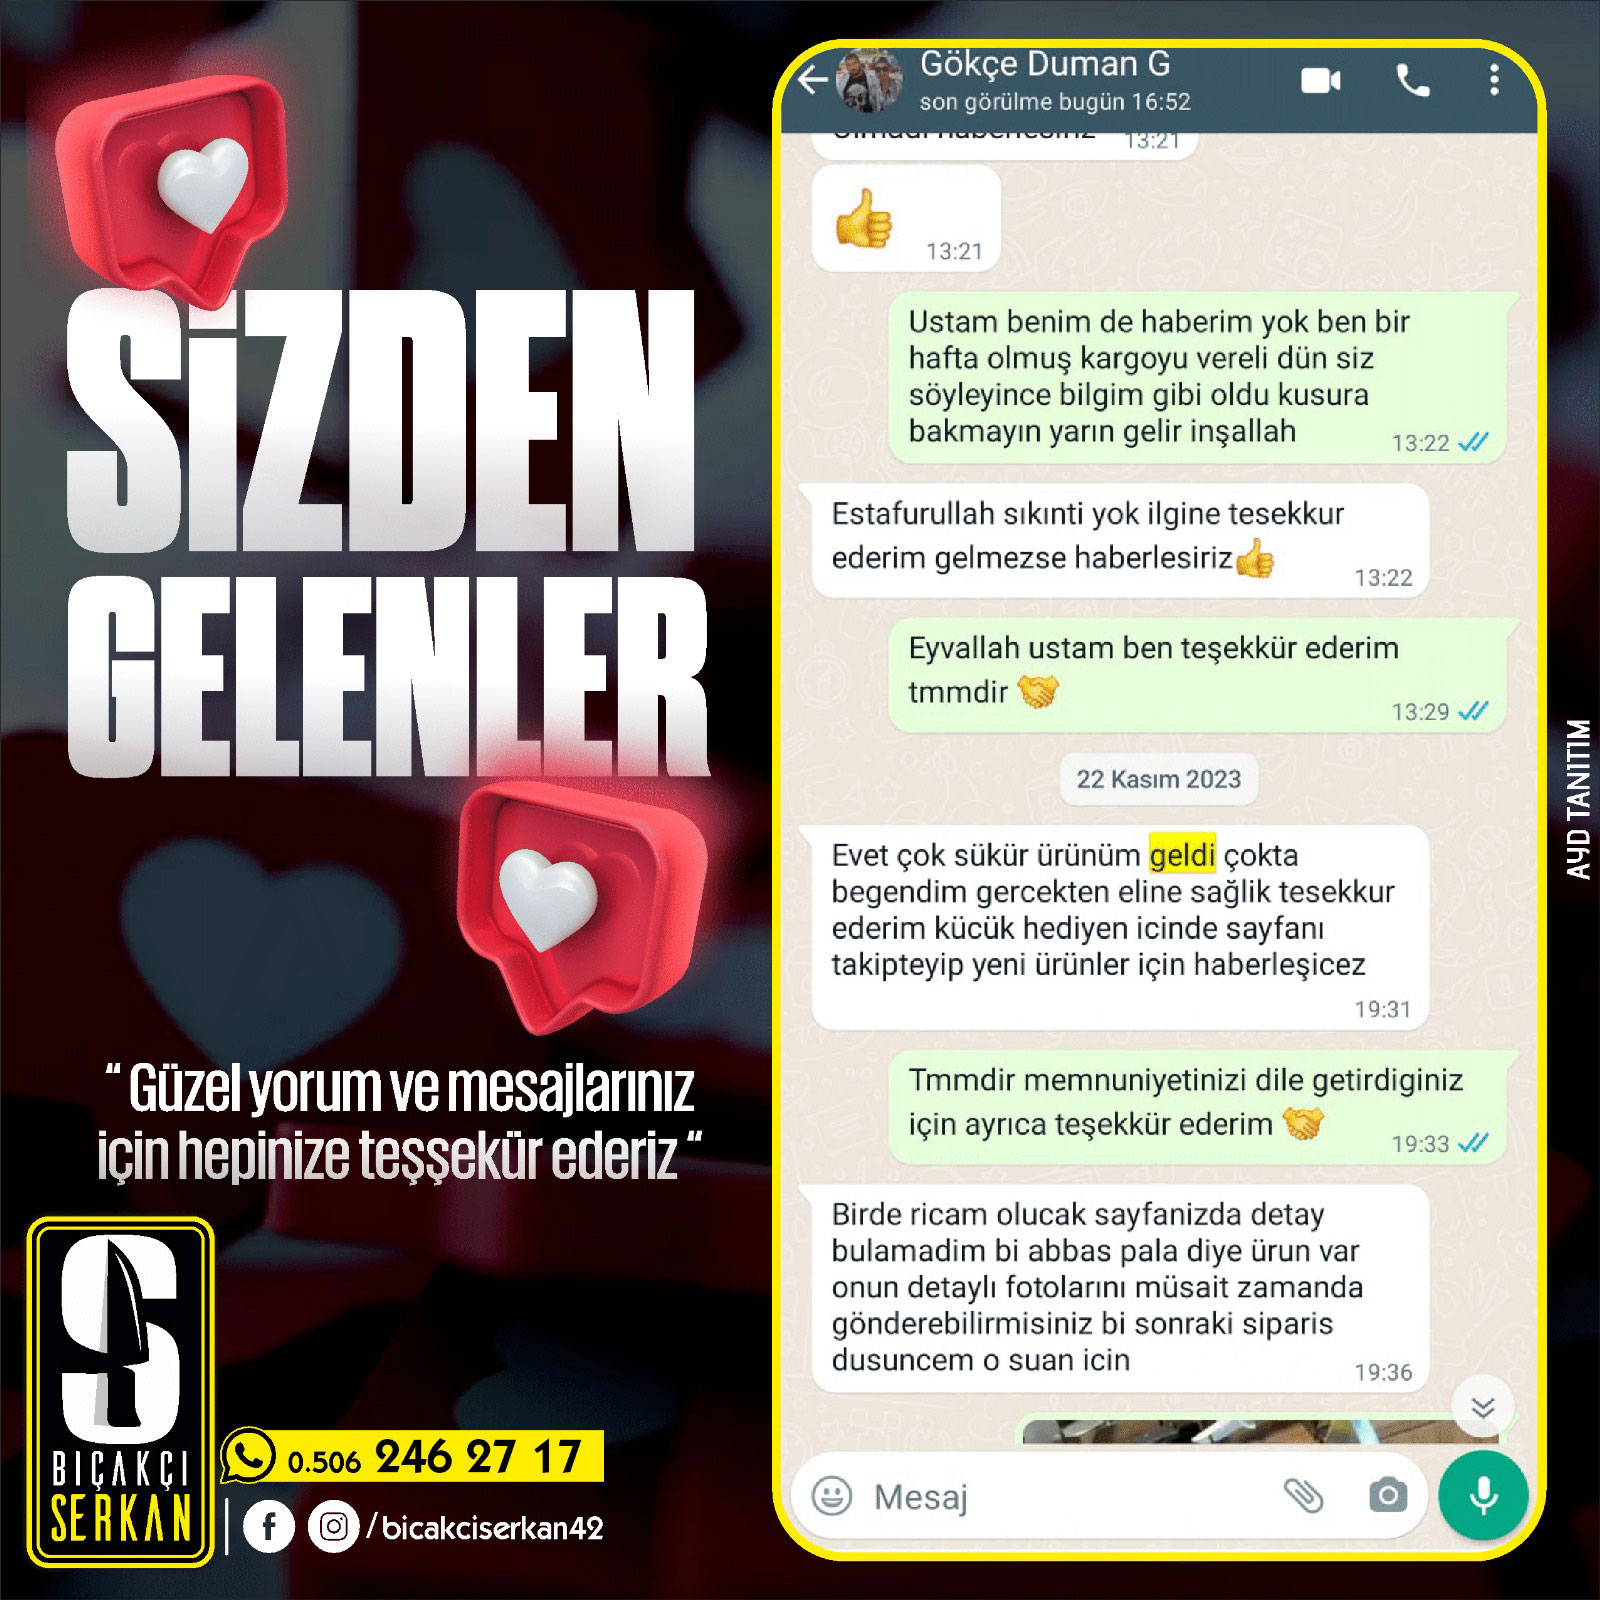 SiZDEN
GELENLER
“ Güzel yorum ve mesajlarınız
için hepinize teşşekür ederiz “
S
BIÇAKÇI
SERKAN
0.506 246 27 17
f
/bicakciserkan42
Gökçe Duman G
son görülme bugün 16:52
13:21
13:21
Ustam benim de haberim yok ben bir
hafta olmuş kargoyu vereli dün siz
söyleyince bilgim gibi oldu kusura
bakmayın yarın gelir inşallah
13:22
Estafurullah sıkınti yok ilgine tesekkur
ederim gelmezse haberlesiriz👍
13:22
Eyvallah ustam ben teşekkür ederim
tmmdir 🤝
13:29
22 Kasım 2023
Evet çok sükür ürünüm geldi çokta
begendim gercekten eline sağlik tesekkur
ederim kücük hediyen icinde sayfanı
takipteyip yeni ürünler için haberleşicez
19:31
Tmmdir memnuniyetinizi dile getirdiginiz
için ayrıca teşekkür ederim 🤝
19:33
Birde ricam olucak sayfanizda detay
bulamadim bi abbas pala diye ürun var
onun detaylı fotolarını müsait zamanda
gönderebilirmisiniz bi sonraki siparis
dusuncem o suan icin
19:36
Mesaj
AYD TANITIM